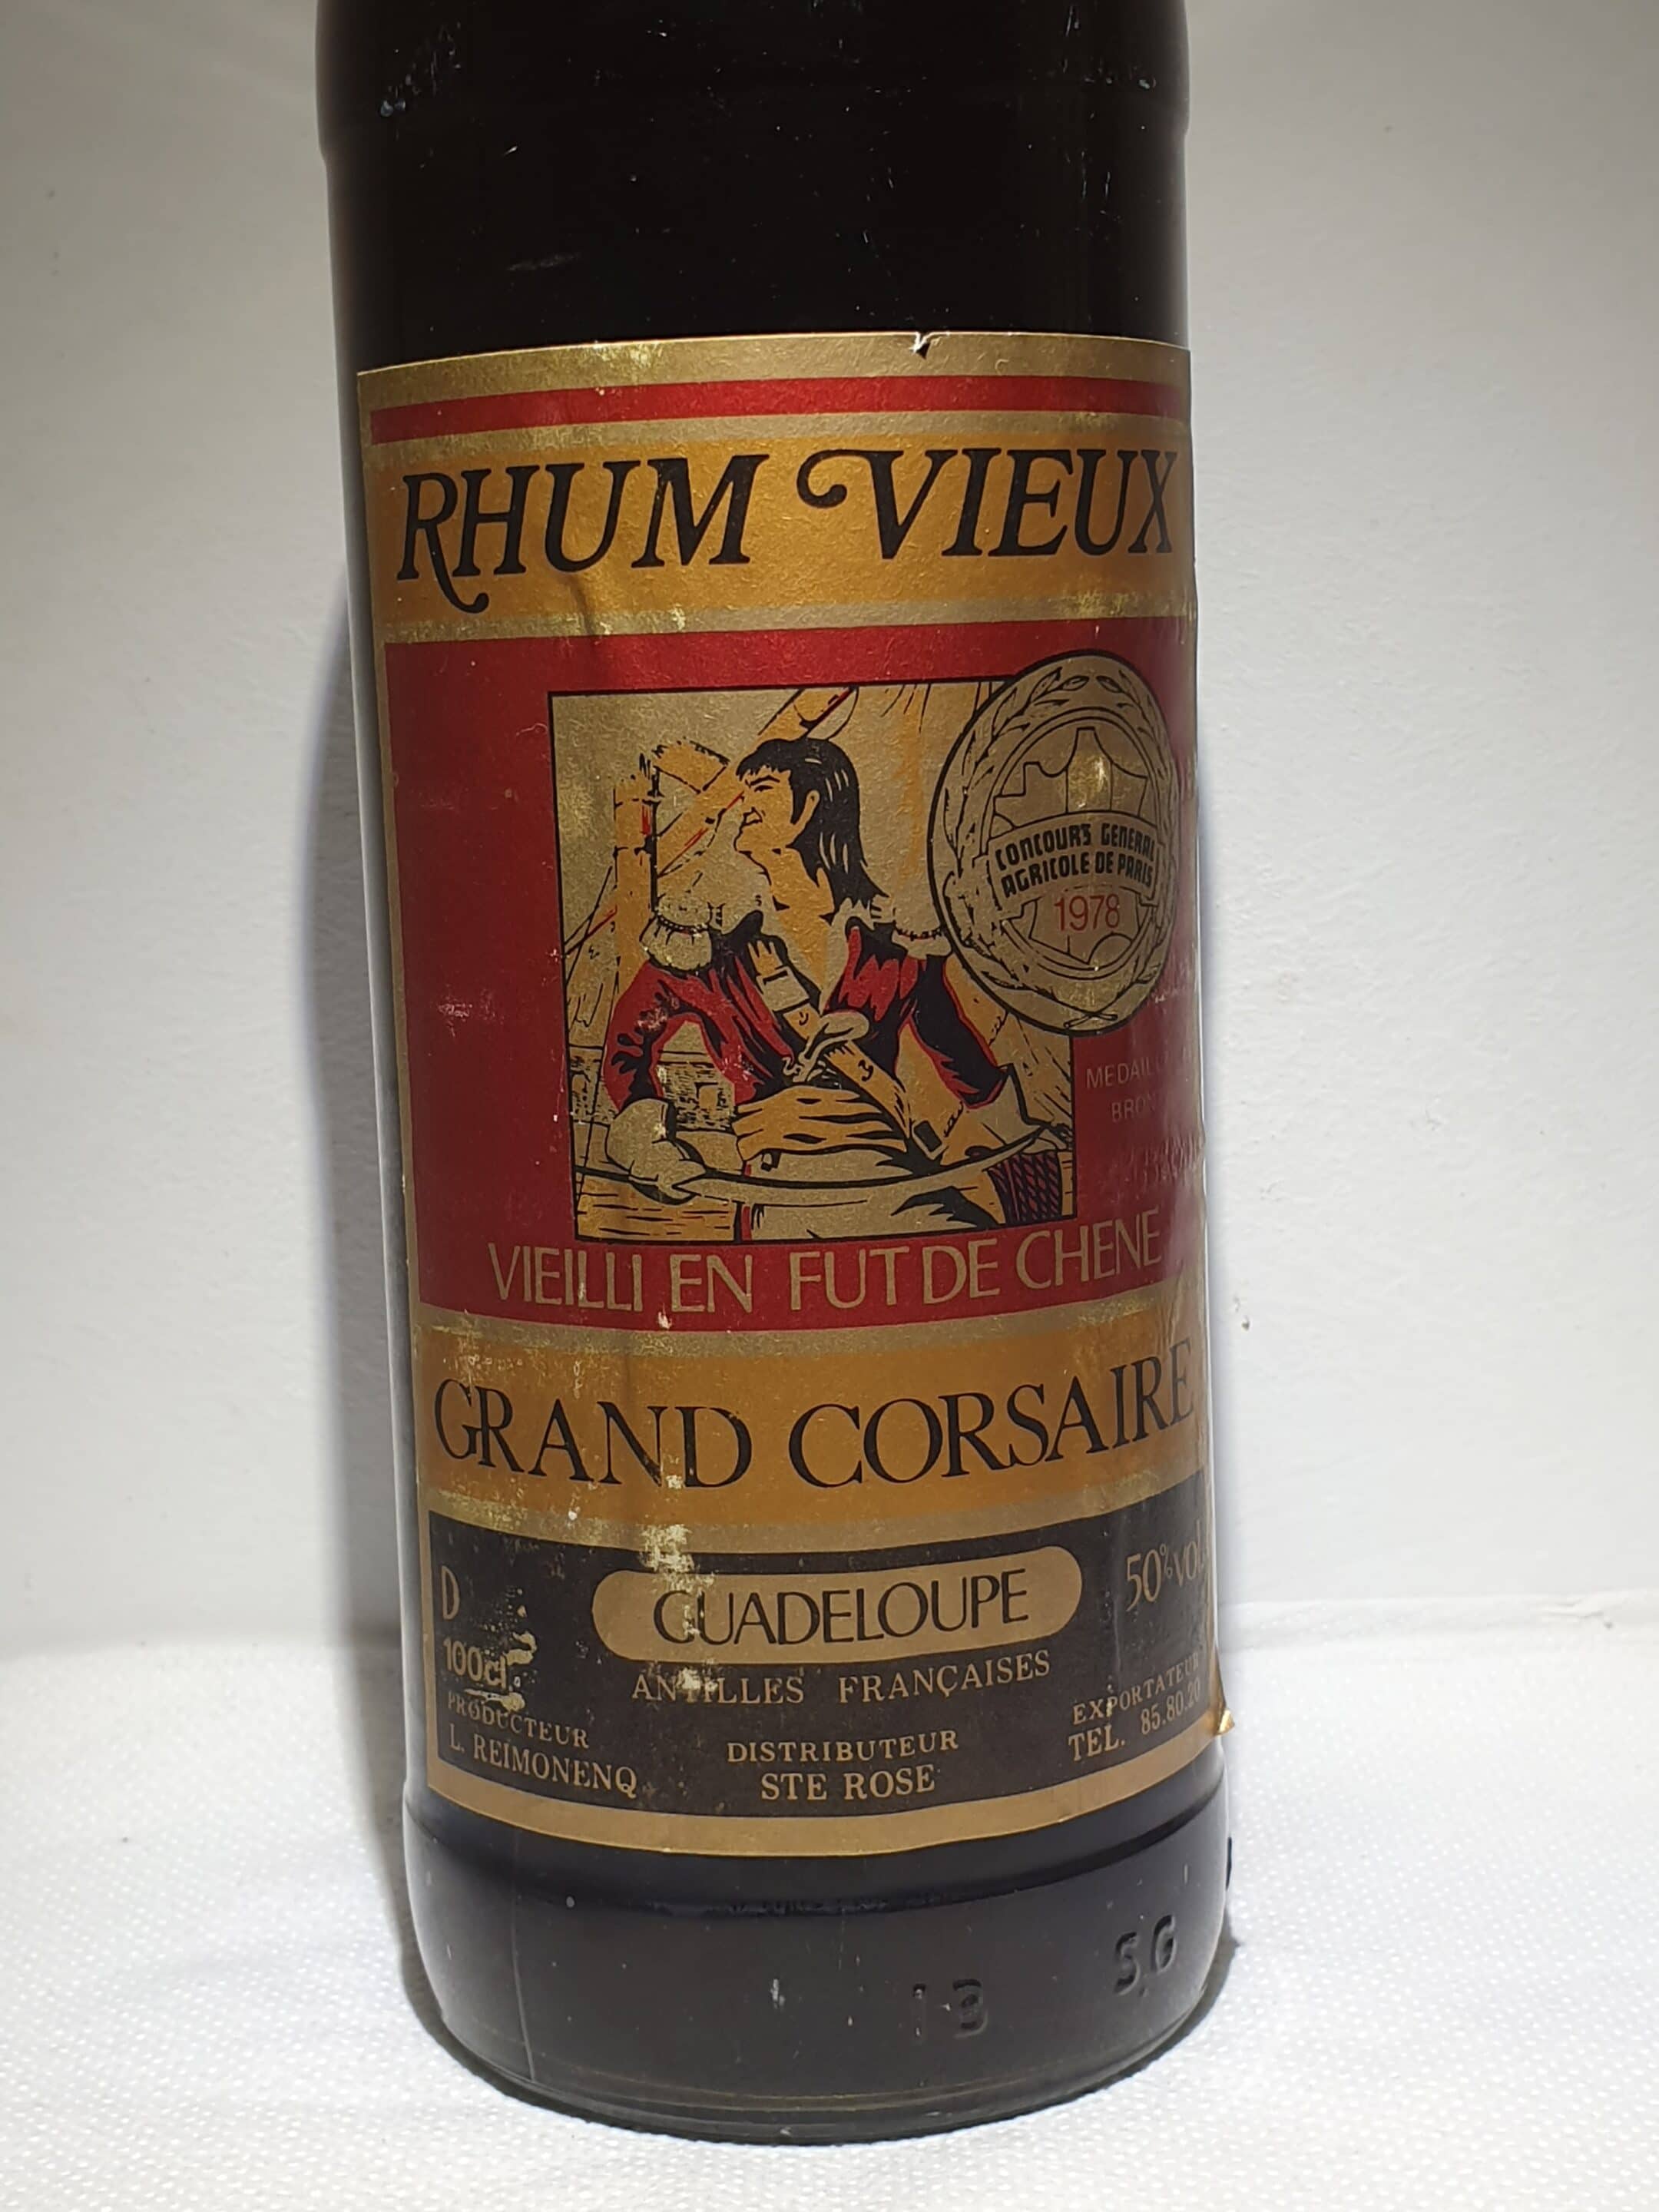 RHUM VIEUX
CONCOURS GENERAL
AGRICOLE DE PARIS
1978
VIEILLI EN FUT DE CHENE
GRAND CORSAIRE
D
100cl
GUADELOUPE
50% vol
ANTILLES FRANÇAISES
PRODUCTEUR
L. REIMONENQ
DISTRIBUTEUR
STE ROSE
EXPORTATEUR
TEL. 85.80.20
13
SG